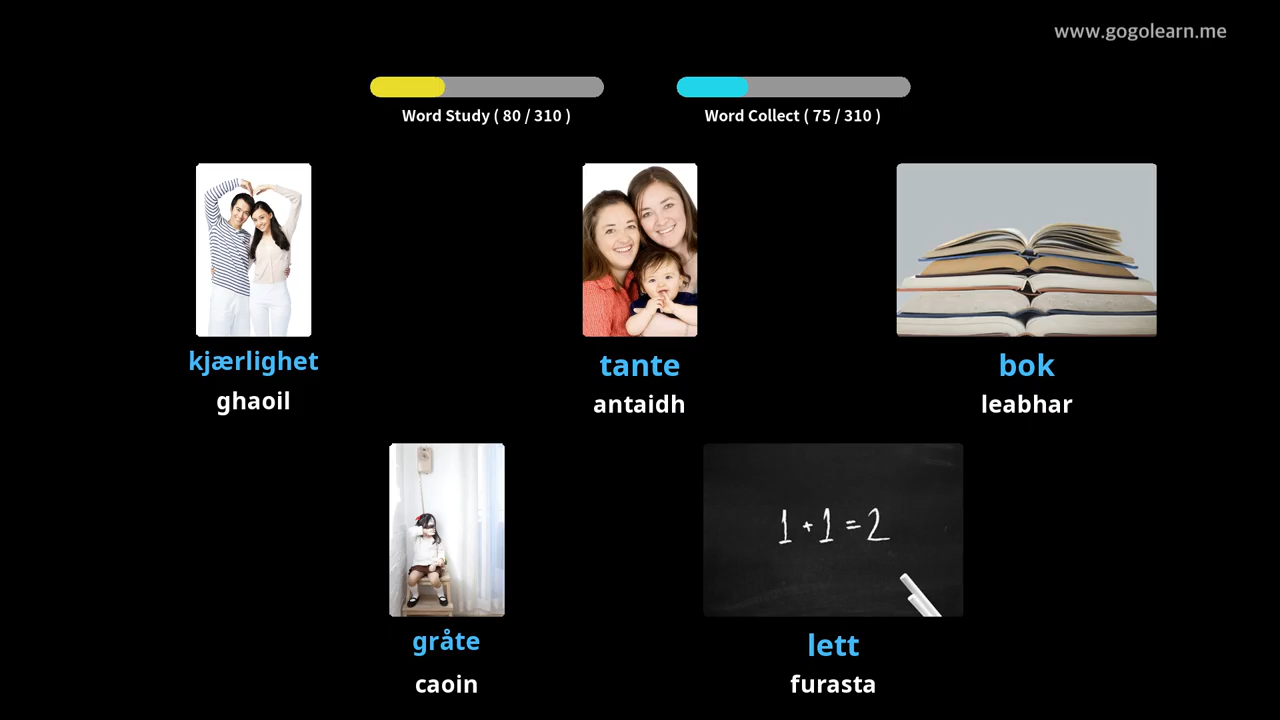 www.gogolearn.me
Word Study ( 80 / 310 )
Word Collect ( 75 / 310 )
kjærlighet
ghaoil
tante
antaidh
bok
leabhar
1 + 1 = 2
gråte
caoin
lett
furasta